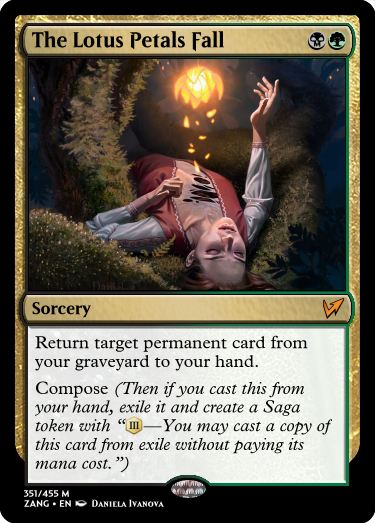 The Lotus Petals Fall
Sorcery
Return target permanent card from
your graveyard to your hand.
Compose (Then if you cast this from
your hand, exile it and create a Saga
token with “III—You may cast a copy of
this card from exile without paying its
mana cost.”)
351/455 M
ZANG • EN Daniela Ivanova